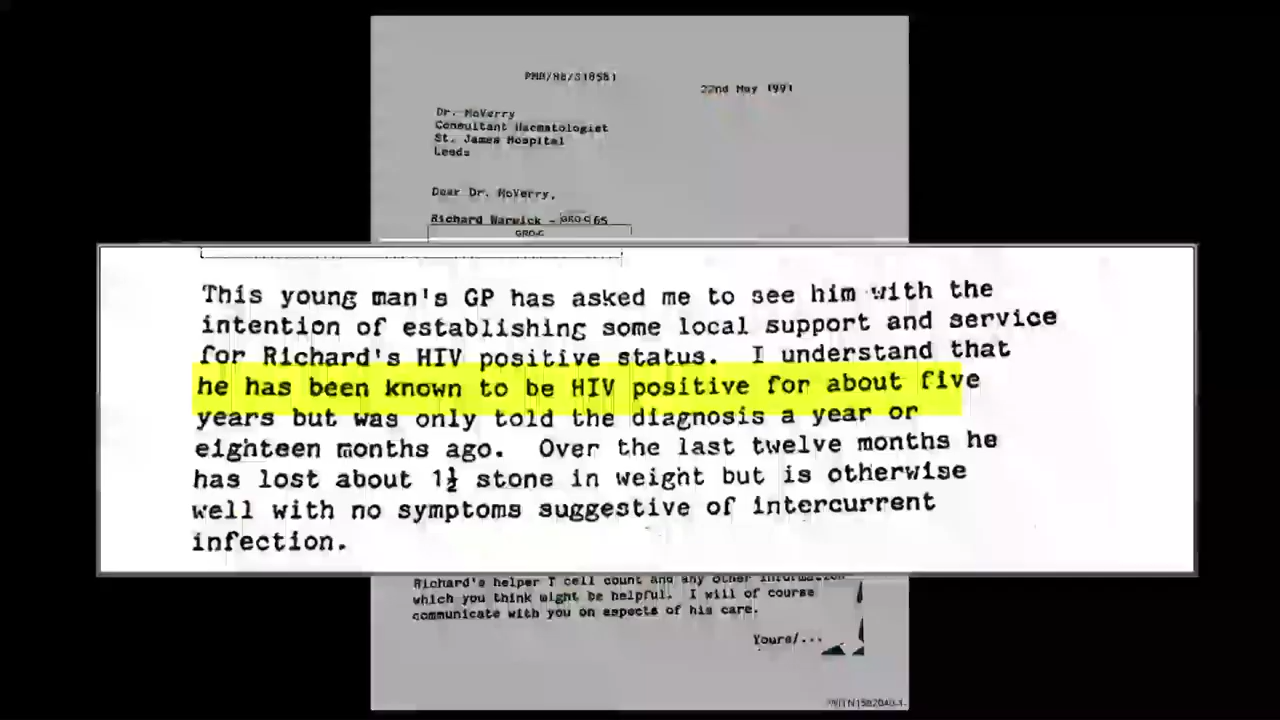 PMB/HB/318581
22nd May 1991
Dr. McVerry
Consultant Haematologist
St. James Hospital
Leeds
Dear Dr. McVerry,
Richard Warwick - GRO-C 65
GRO-C
This young man's GP has asked me to see him with the
intention of establishing some local support and service
for Richard's HIV positive status. I understand that
he has been known to be HIV positive for about five
years but was only told the diagnosis a year or
eighteen months ago. Over the last twelve months he
has lost about 1½ stone in weight but is otherwise
well with no symptoms suggestive of intercurrent
infection.
Richard's helper T cell count and any other information
which you think might be helpful. I will of course
communicate with you on aspects of his care.
Yours/...